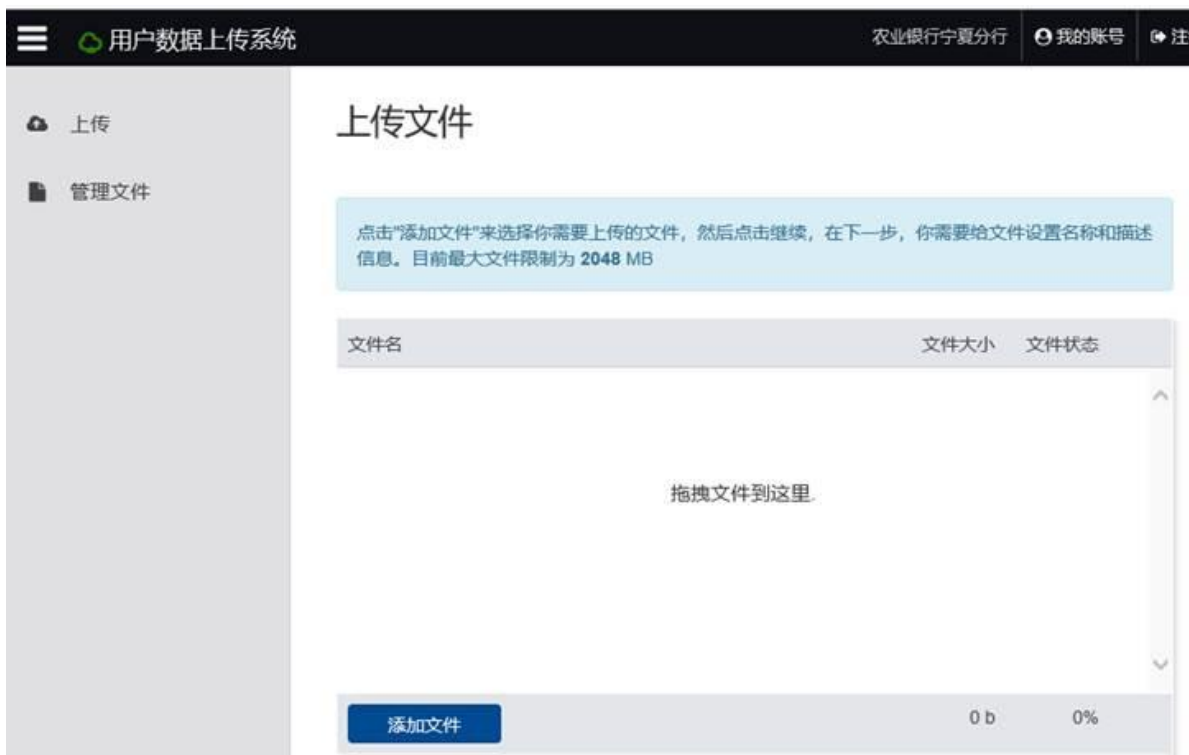 用户数据上传系统
农业银行宁夏分行
我的账号
注
上传
管理文件
上传文件
点击"添加文件"来选择你需要上传的文件，然后点击继续，在下一步，你需要给文件设置名称和描述
信息。目前最大文件限制为 2048 MB
文件名 文件大小 文件状态
拖拽文件到这里.
添加文件 0 b 0%